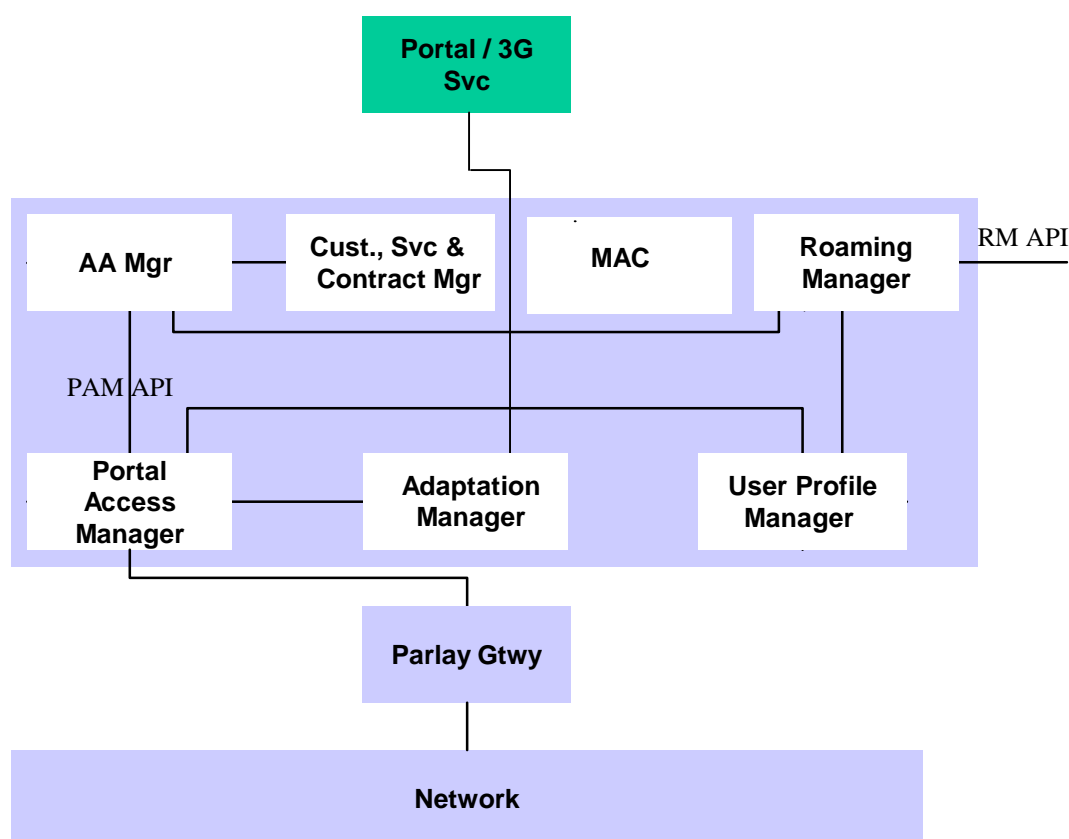 Portal / 3G
Svc
AA Mgr
Cust., Svc &
Contract Mgr
MAC
Roaming
Manager
RM API
PAM API
Portal
Access
Manager
Adaptation
Manager
User Profile
Manager
Parlay Gtwy
Network